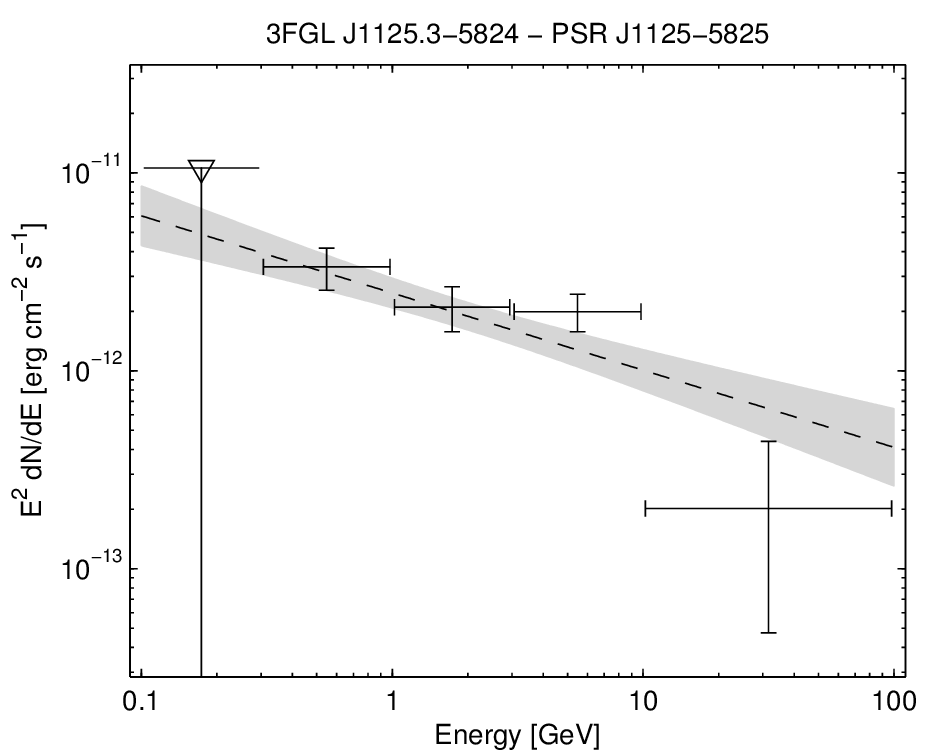 3FGL J1125.3−5824 − PSR J1125−5825
10⁻¹¹
10⁻¹²
10⁻¹³
E² dN/dE [erg cm⁻² s⁻¹]
0.1 1 10 100
Energy [GeV]